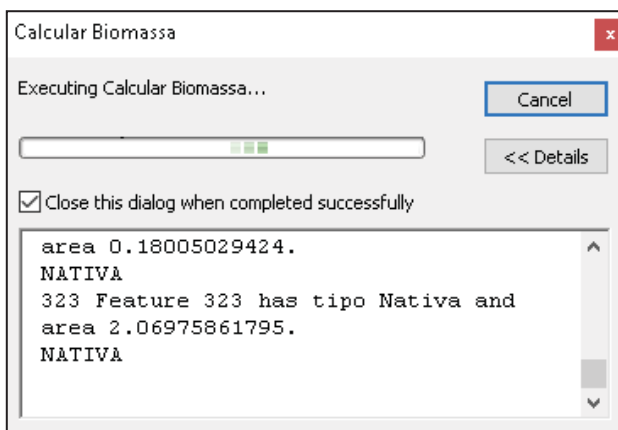 Calcular Biomassa
x
Executing Calcular Biomassa...
Cancel
<< Details
Close this dialog when completed successfully
area 0.18005029424.
NATIVA
323 Feature 323 has tipo Nativa and
area 2.06975861795.
NATIVA